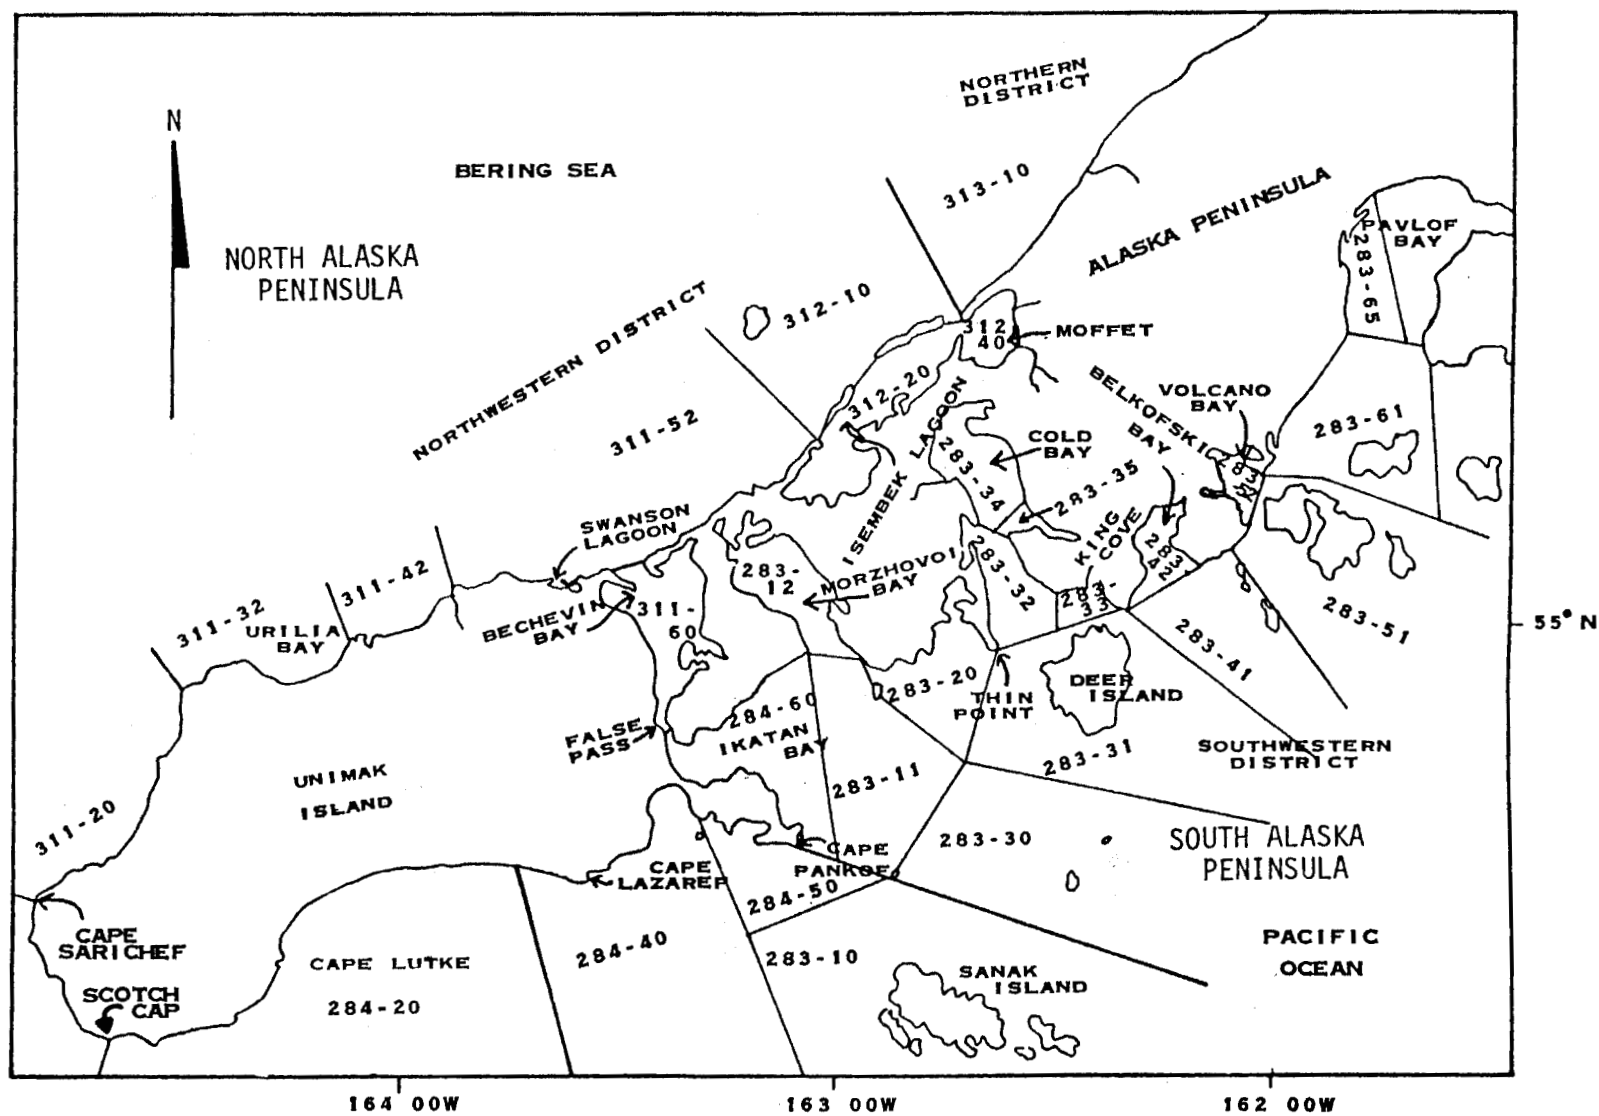 NORTHERN
DISTRICT
N
BERING SEA
313-10
ALASKA PENINSULA
PAVLOF
BAY
283-65
NORTH ALASKA
PENINSULA
NORTHWESTERN DISTRICT
312-10
312
40
MOFFET
312-20
BELKOFSKI
BAY
VOLCANO
BAY
311-52
ISEMBEK LAGOON
COLD
BAY
283-61
283-34
283-35
KING
COVE
SWANSON
LAGOON
283-
12
MORZHOVOI
BAY
283-32
283-
33
283
42
311-42
311-32
URILIA
BAY
BECHEVIN
BAY
311-
60
283-51
55° N
283-41
283-20
THIN
POINT
DEER
ISLAND
284-60
IKATAN
BAY
FALSE
PASS
283-31
SOUTHWESTERN
DISTRICT
UNIMAK
ISLAND
283-11
311-20
283-30
SOUTH ALASKA
PENINSULA
CAPE
PANKOF
CAPE
LAZAREF
284-50
CAPE
SARICHEF
284-40
283-10
PACIFIC
OCEAN
CAPE LUTKE
284-20
SANAK
ISLAND
SCOTCH
CAP
164 00W
163 00W
162 00W